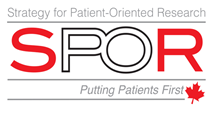 Strategy for Patient-Oriented Research
SPOR
Putting Patients First